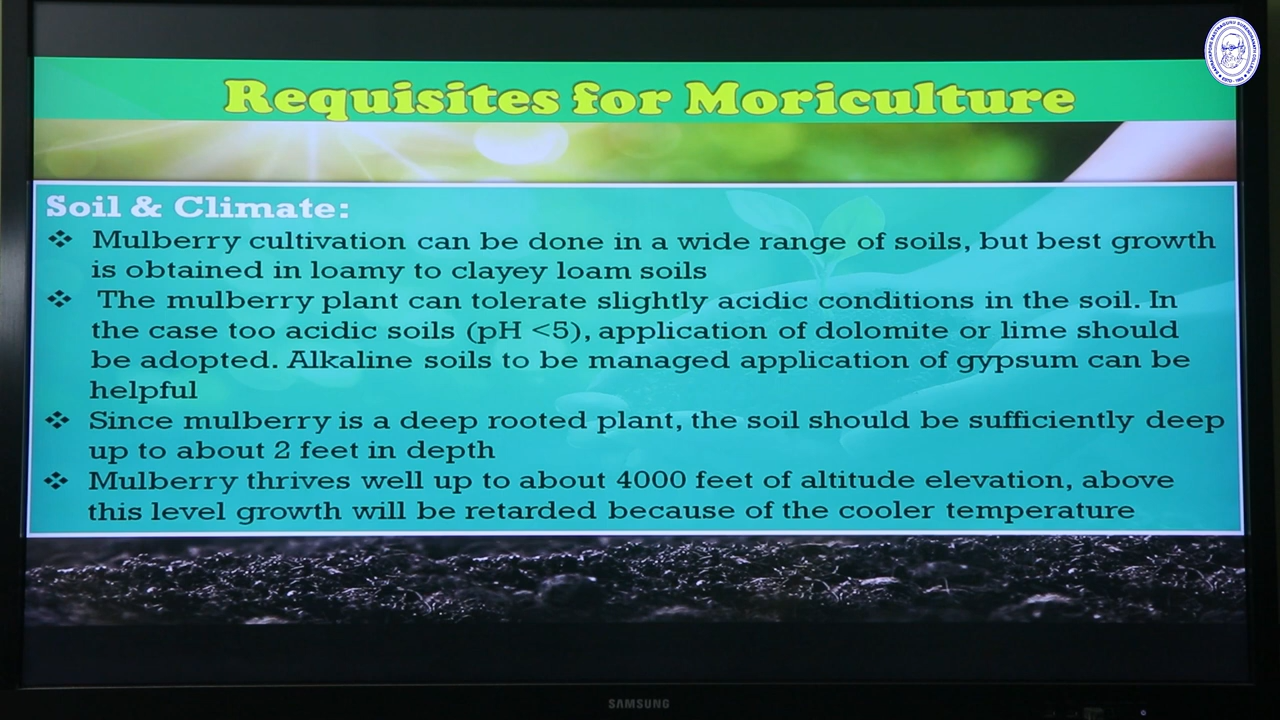 Requisites for Moriculture
Soil & Climate:
❖ Mulberry cultivation can be done in a wide range of soils, but best growth
is obtained in loamy to clayey loam soils
❖ The mulberry plant can tolerate slightly acidic conditions in the soil. In
the case too acidic soils (pH <5), application of dolomite or lime should
be adopted. Alkaline soils to be managed application of gypsum can be
helpful
❖ Since mulberry is a deep rooted plant, the soil should be sufficiently deep
up to about 2 feet in depth
❖ Mulberry thrives well up to about 4000 feet of altitude elevation, above
this level growth will be retarded because of the cooler temperature
SAMSUNG